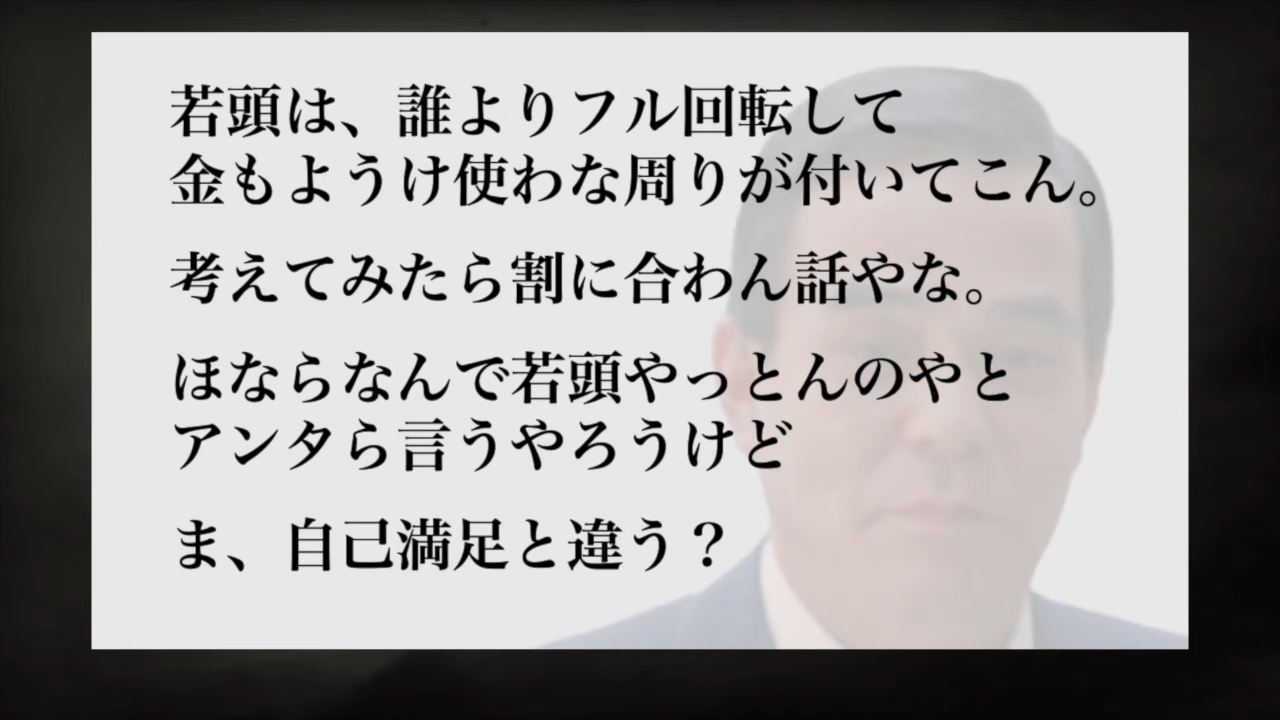 若頭は、誰よりフル回転して
金もようけ使わな周りが付いてこん。
考えてみたら割に合わん話やな。
ほならなんで若頭やっとんのやと
アンタら言うやろうけど
ま、自己満足と違う？